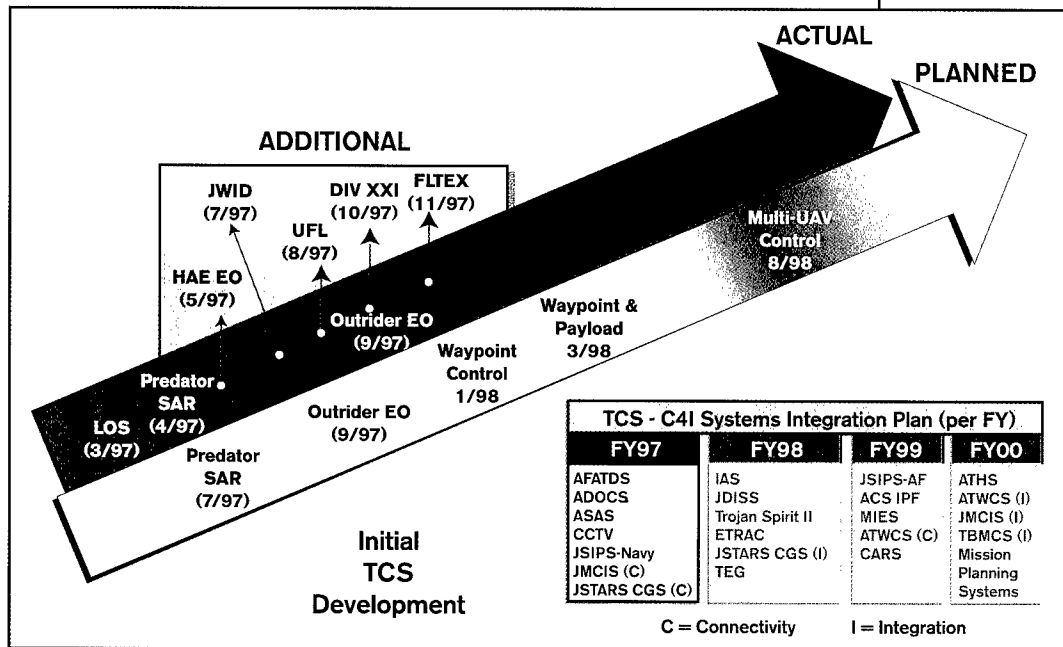 ACTUAL
PLANNED
ADDITIONAL
JWID
(7/97)
DIV XXI
(10/97)
FLTEX
(11/97)
UFL
(8/97)
HAE EO
(5/97)
Multi-UAV
Control
8/98
Outrider EO
(9/97)
Waypoint &
Payload
3/98
Waypoint
Control
1/98
Predator
SAR
(4/97)
LOS
(3/97)
Outrider EO
(9/97)
Predator
SAR
(7/97)
Initial
TCS
Development
TCS - C4I Systems Integration Plan (per FY)
FY97
AFATDS
ADOCS
ASAS
CCTV
JSIPS-Navy
JMCIS (C)
JSTARS CGS (C)
FY98
IAS
JDISS
Trojan Spirit II
ETRAC
JSTARS CGS (I)
TEG
FY99
JSIPS-AF
ACS IPF
MIES
ATWCS (C)
CARS
FY00
ATHS
ATWCS (I)
JMCIS (I)
TBMCS (I)
Mission
Planning
Systems
C = Connectivity I = Integration